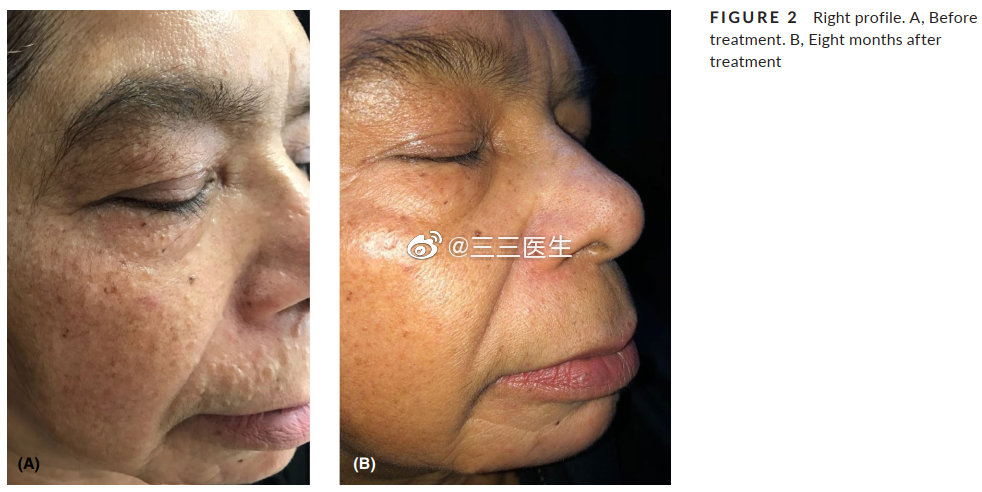 FIGURE 2 Right profile. A, Before
treatment. B, Eight months after
treatment
@三三医生
(A)
(B)